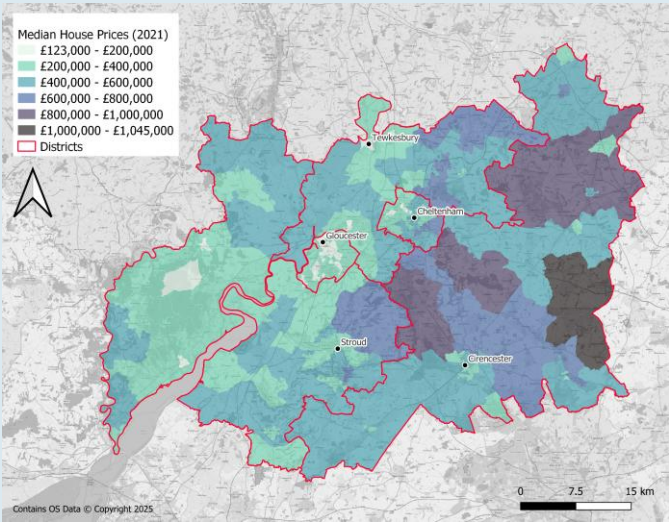 Median House Prices (2021)
£123,000 - £200,000
£200,000 - £400,000
£400,000 - £600,000
£600,000 - £800,000
£800,000 - £1,000,000
£1,000,000 - £1,045,000
Districts
Tewkesbury
Cheltenham
Gloucester
Stroud
Cirencester
Contains OS Data © Copyright 2025
0 7.5 15 km